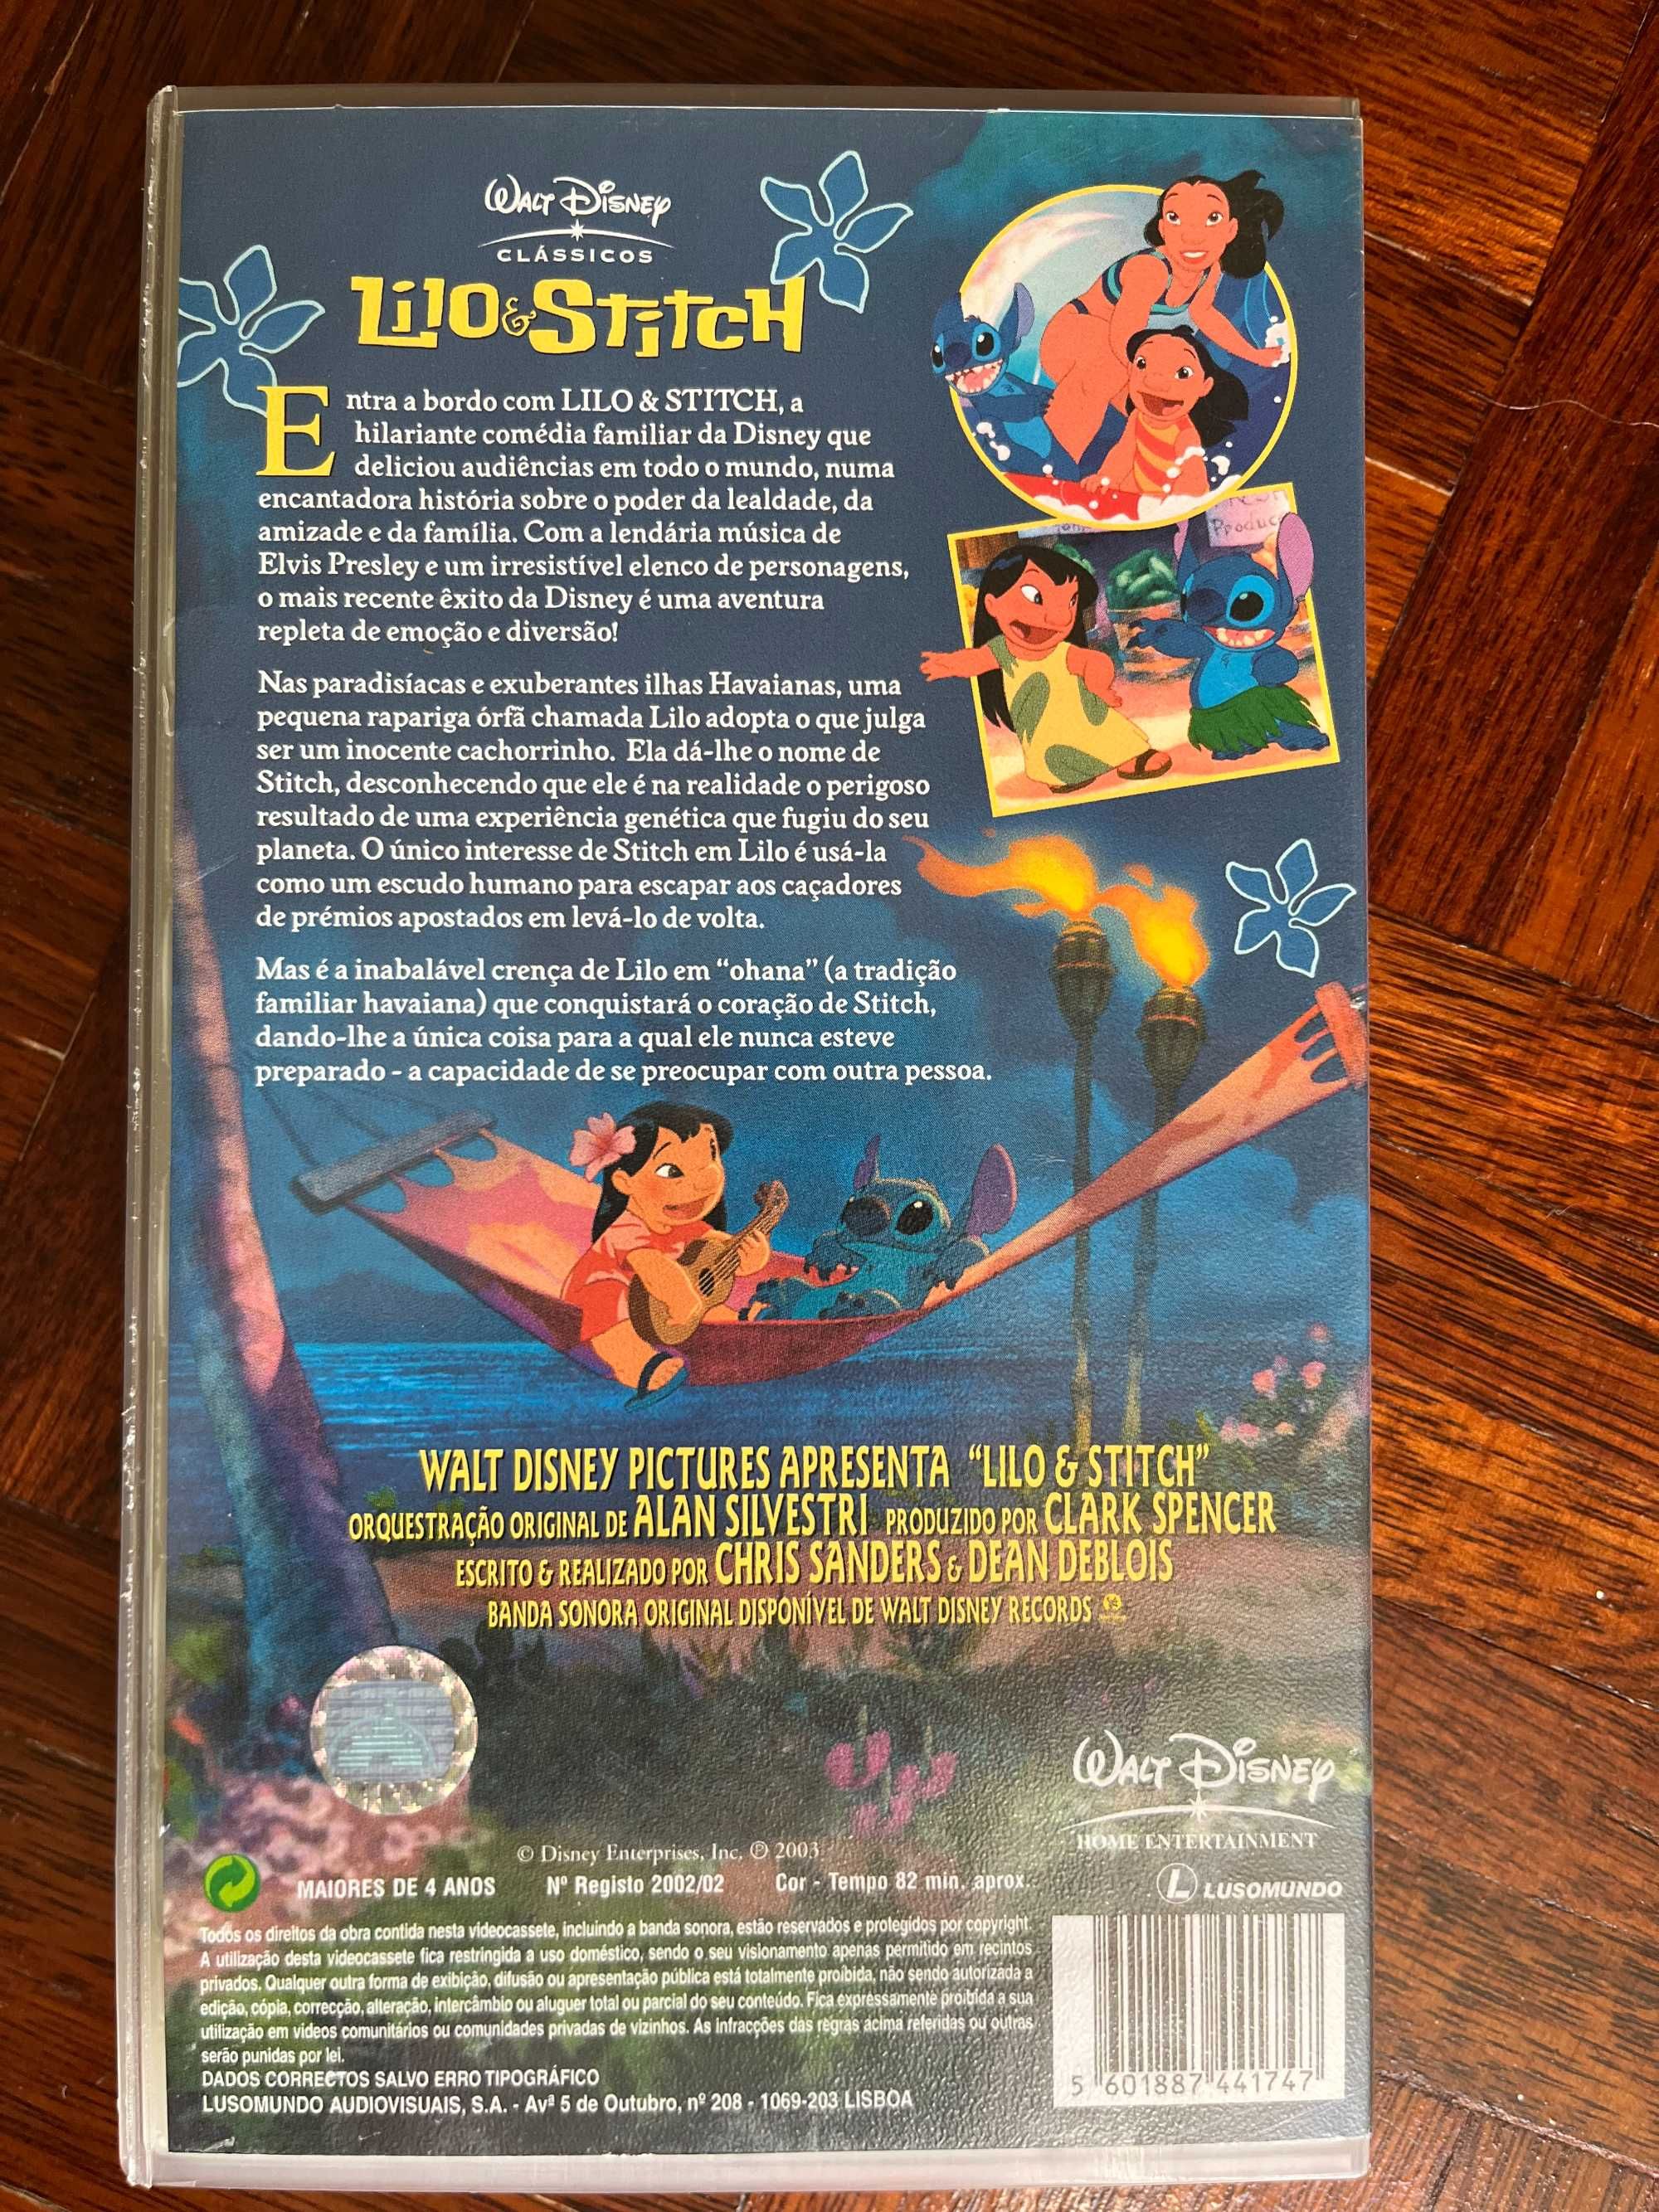 WALT DISNEY
CLÁSSICOS
LILO & STITCH
Entra a bordo com LILO & STITCH, a
hilariante comédia familiar da Disney que
deliciou audiências em todo o mundo, numa
encantadora história sobre o poder da lealdade, da
amizade e da família. Com a lendária música de
Elvis Presley e um irresistível elenco de personagens,
o mais recente êxito da Disney é uma aventura
repleta de emoção e diversão!
Produc
Nas paradisíacas e exuberantes ilhas Havaianas, uma
pequena rapariga órfã chamada Lilo adopta o que julga
ser um inocente cachorrinho. Ela dá-lhe o nome de
Stitch, desconhecendo que ele é na realidade o perigoso
resultado de uma experiência genética que fugiu do seu
planeta. O único interesse de Stitch em Lilo é usá-la
como um escudo humano para escapar aos caçadores
de prémios apostados em levá-lo de volta.
Mas é a inabalável crença de Lilo em “ohana” (a tradição
familiar havaiana) que conquistará o coração de Stitch,
dando-lhe a única coisa para a qual ele nunca esteve
preparado - a capacidade de se preocupar com outra pessoa.
WALT DISNEY PICTURES APRESENTA “LILO & STITCH”
ORQUESTRAÇÃO ORIGINAL DE ALAN SILVESTRI PRODUZIDO POR CLARK SPENCER
ESCRITO & REALIZADO POR CHRIS SANDERS & DEAN DEBLOIS
BANDA SONORA ORIGINAL DISPONÍVEL DE WALT DISNEY RECORDS
WALT DISNEY
HOME ENTERTAINMENT
© Disney Enterprises, Inc. ℗ 2003
MAIORES DE 4 ANOS Nº Registo 2002/02 Cor - Tempo 82 min. aprox.
L LUSOMUNDO
Todos os direitos da obra contida nesta videocassete, incluindo a banda sonora, estão reservados e protegidos por copyright.
A utilização desta videocassete fica restringida a uso doméstico, sendo o seu visionamento apenas permitido em recintos
privados. Qualquer outra forma de exibição, difusão ou apresentação pública está totalmente proibida, não sendo autorizada a
edição, cópia, correcção, alteração, intercâmbio ou aluguer total ou parcial do seu conteúdo. Fica expressamente proibida a sua
utilização em videos comunitários ou comunidades privadas de vizinhos. As infracções das regras acima referidas ou outras
serão punidas por lei.
DADOS CORRECTOS SALVO ERRO TIPOGRÁFICO
LUSOMUNDO AUDIOVISUAIS, S.A. - Avª 5 de Outubro, nº 208 - 1069-203 LISBOA
5 601887 441747